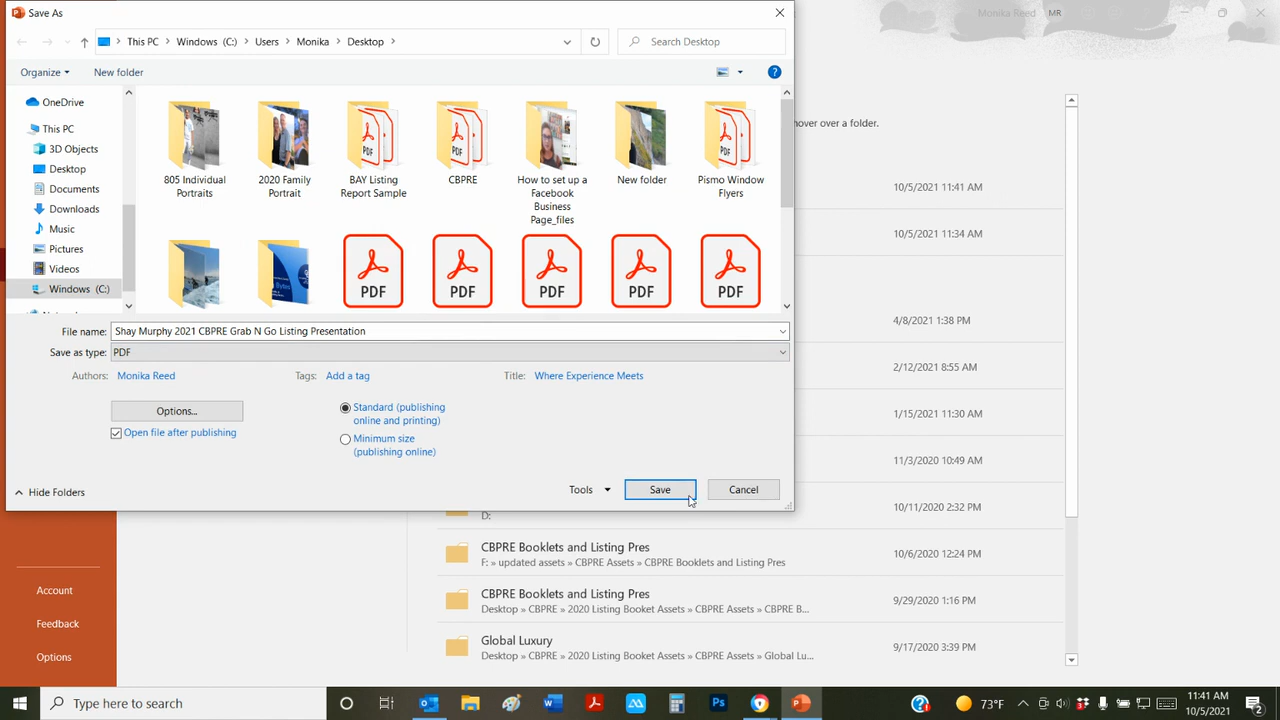 Save As
Monika Reed MR
This PC > Windows (C:) > Users > Monika > Desktop >
Search Desktop
Organize
New folder
OneDrive
This PC
3D Objects
Desktop
Documents
Downloads
Music
Pictures
Videos
Windows (C:)
805 Individual
Portraits
2020 Family
Portrait
BAY Listing
Report Sample
CBPRE
How to set up a
Facebook
Business
Page_files
New folder
Pismo Window
Flyers
PDF
PDF
PDF
PDF
PDF
PDF
PDF
PDF
File name: Shay Murphy 2021 CBPRE Grab N Go Listing Presentation
Save as type: PDF
Authors: Monika Reed
Tags: Add a tag
Title: Where Experience Meets
Options...
Open file after publishing
Standard (publishing
online and printing)
Minimum size
(publishing online)
Hide Folders
Tools
Save
Cancel
hover over a folder.
10/5/2021 11:41 AM
10/5/2021 11:34 AM
4/8/2021 1:38 PM
2/12/2021 8:55 AM
1/15/2021 11:30 AM
11/3/2020 10:49 AM
D:
10/11/2020 2:32 PM
CBPRE Booklets and Listing Pres
F: » updated assets » CBPRE Assets » CBPRE Booklets and Listing Pres
10/6/2020 12:24 PM
CBPRE Booklets and Listing Pres
Desktop » CBPRE » 2020 Listing Booket Assets » CBPRE Assets » CBPRE B...
9/29/2020 1:16 PM
Global Luxury
Desktop » CBPRE » 2020 Listing Booket Assets » CBPRE Assets » Global Lu...
9/17/2020 3:39 PM
Account
Feedback
Options
Type here to search
73°F
11:41 AM
10/5/2021
2